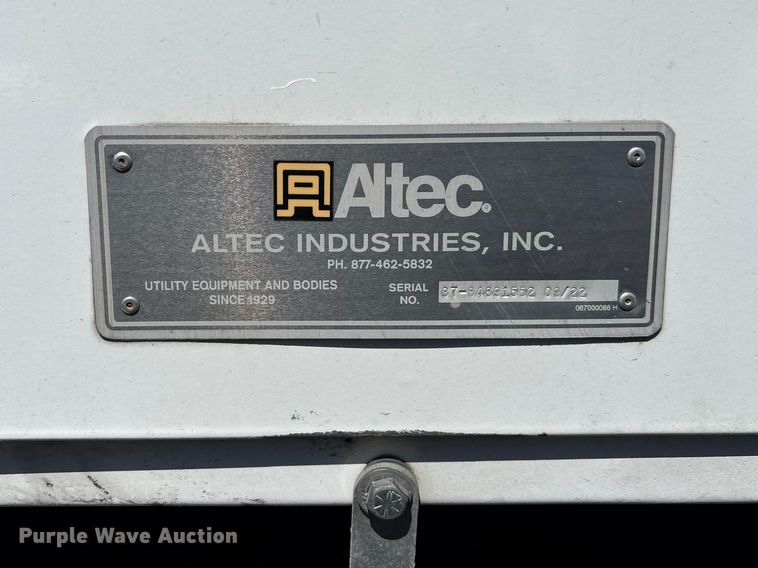 Altec®
ALTEC INDUSTRIES, INC.
PH. 877-462-5832
UTILITY EQUIPMENT AND BODIES
SINCE 1929
SERIAL
NO.
067000066 H
Purple Wave Auction